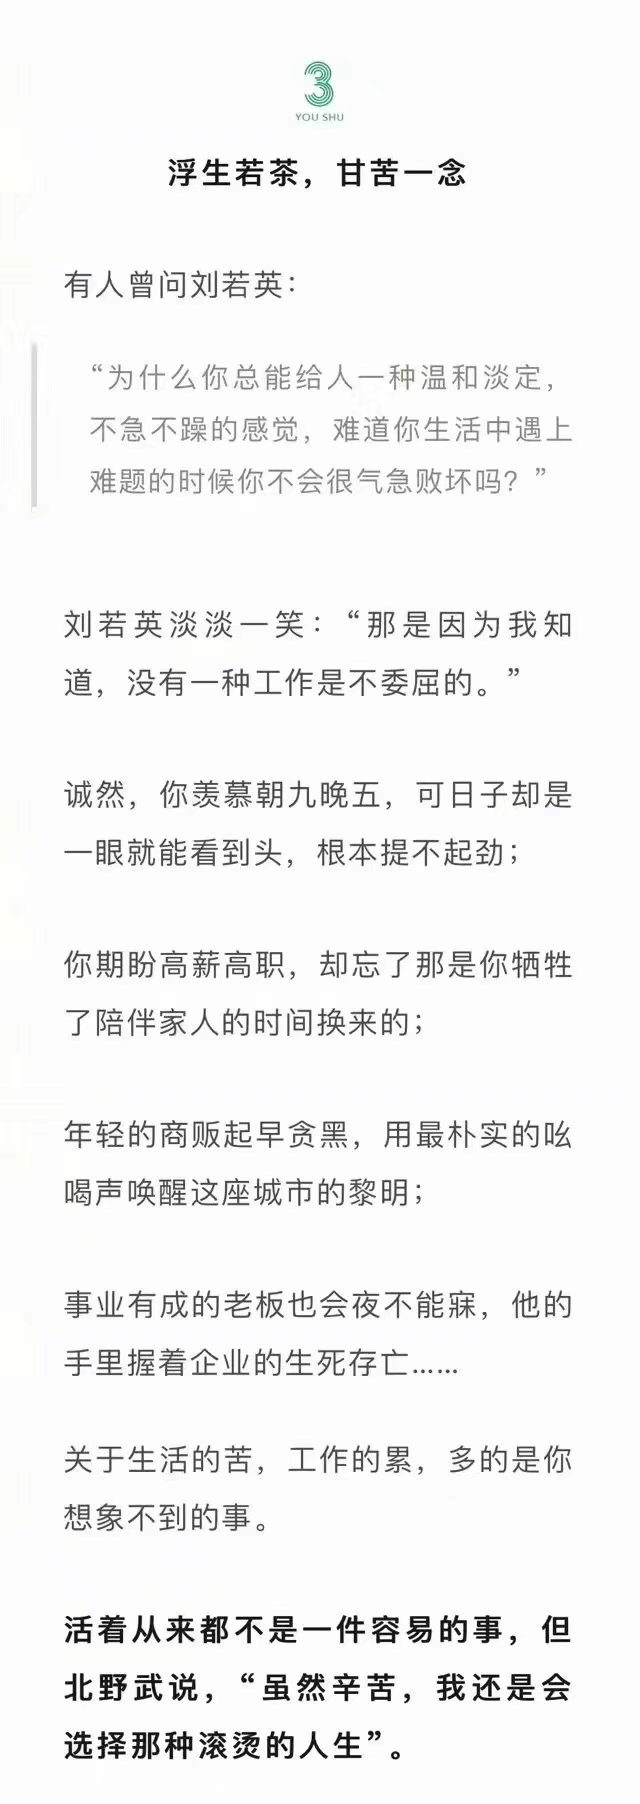 3
YOU SHU
浮生若茶，甘苦一念
有人曾问刘若英：
“为什么你总能给人一种温和淡定，
不急不躁的感觉，难道你生活中遇上
难题的时候你不会很气急败坏吗？”
刘若英淡淡一笑：“那是因为我知
道，没有一种工作是不委屈的。”
诚然，你羡慕朝九晚五，可日子却是
一眼就能看到头，根本提不起劲；
你期盼高薪高职，却忘了那是你牺牲
了陪伴家人的时间换来的；
年轻的商贩起早贪黑，用最朴实的吆
喝声唤醒这座城市的黎明；
事业有成的老板也会夜不能寐，他的
手里握着企业的生死存亡……
关于生活的苦，工作的累，多的是你
想象不到的事。
活着从来都不是一件容易的事，但
北野武说，“虽然辛苦，我还是会
选择那种滚烫的人生”。